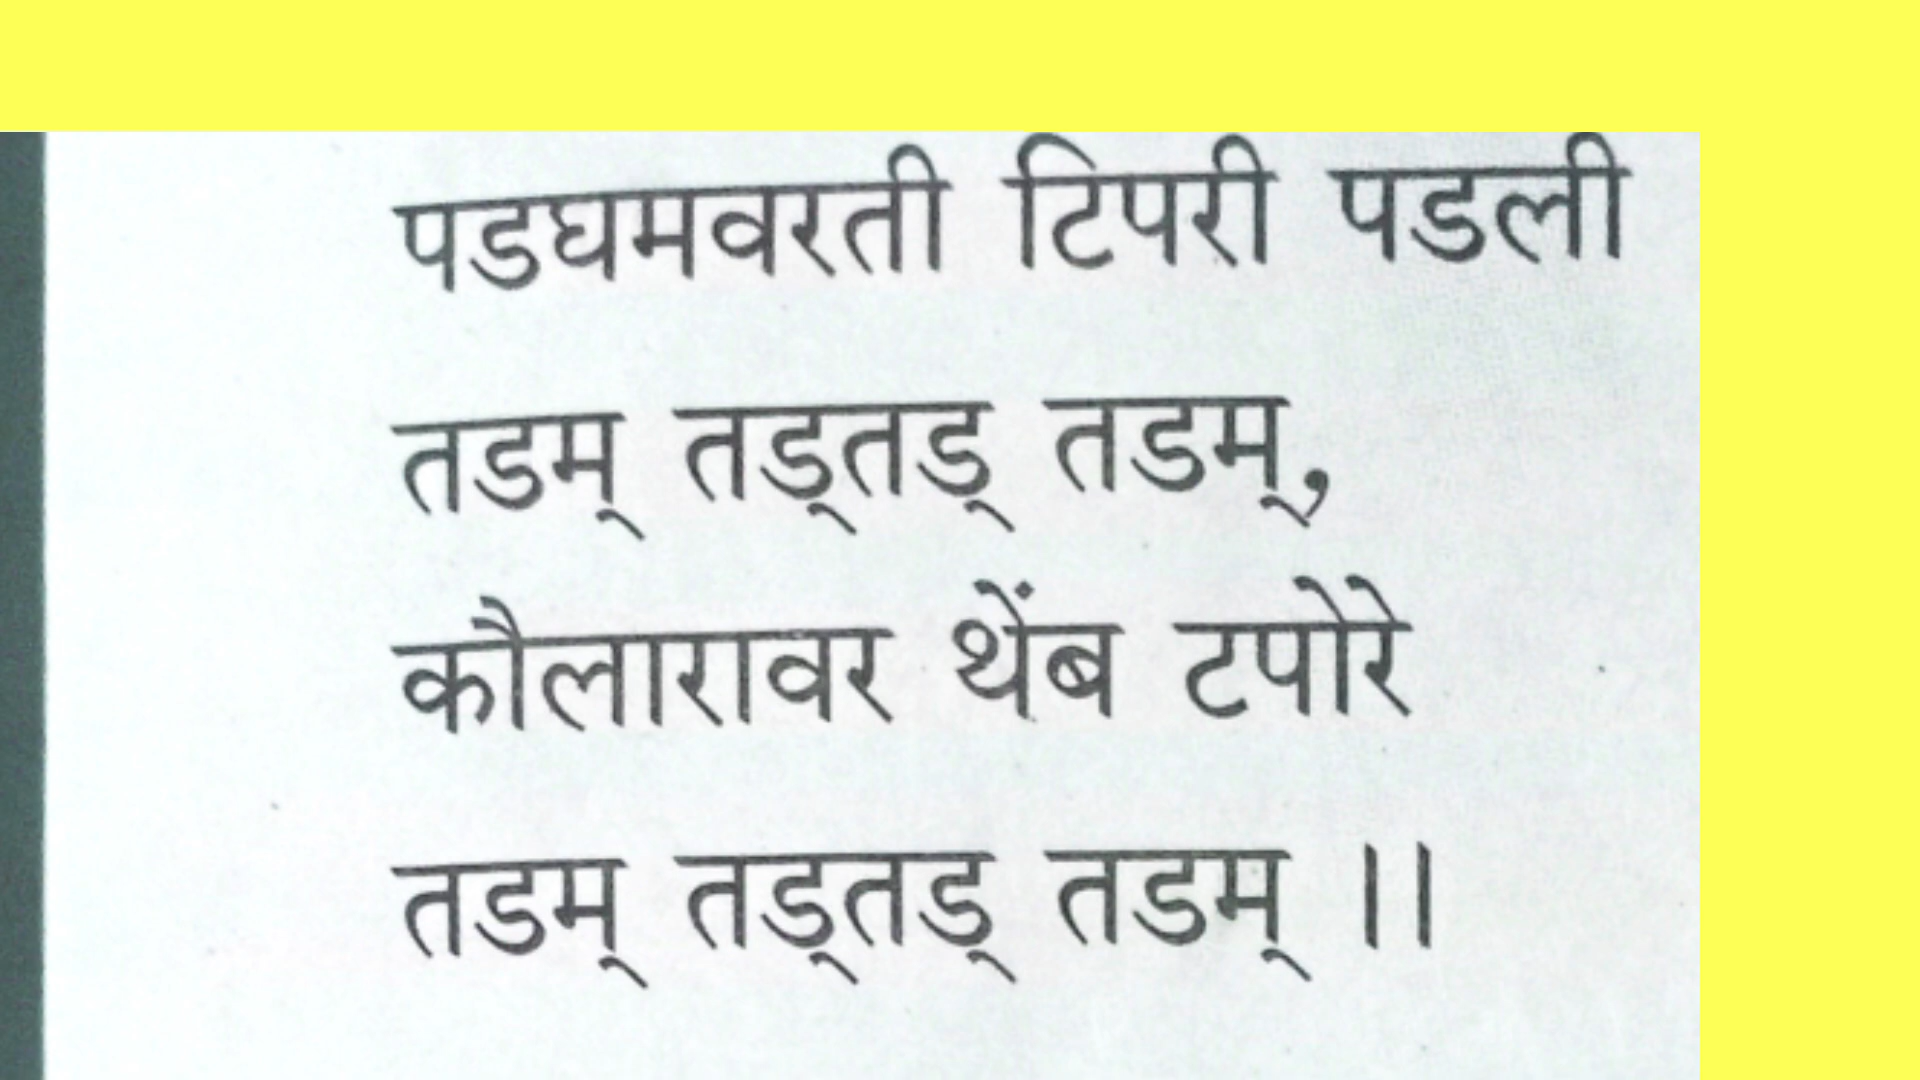 पडघमवरती टिपरी पडली
तडम् तड्तड् तडम्,
कौलारावर थेंब टपोरे
तडम् तड्तड् तडम् ।।